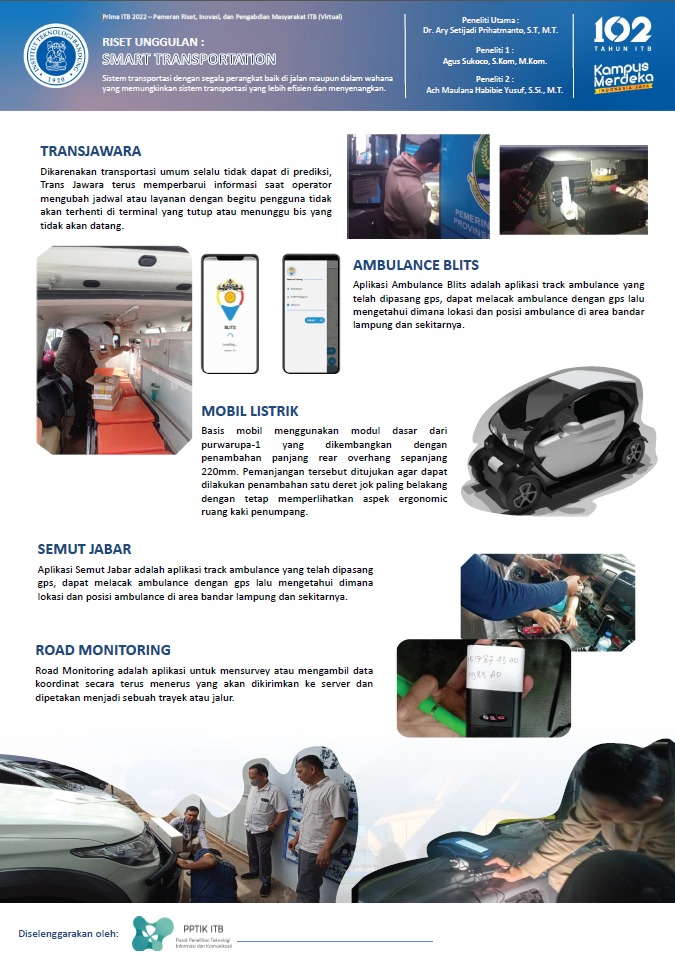 Prima ITB 2022 – Pameran Riset, Inovasi, dan Pengabdian Masyarakat ITB (Virtual)
RISET UNGGULAN :
SMART TRANSPORTATION
Sistem transportasi dengan segala perangkat baik di jalan maupun dalam wahana
yang memungkinkan sistem transportasi yang lebih efisien dan menyenangkan.
Peneliti Utama :
Dr. Ary Setijadi Prihatmanto, S.T, M.T.
Peneliti 1 :
Agus Sukoco, S.Kom, M.Kom.
Peneliti 2 :
Ach Maulana Habibie Yusuf, S.Si., M.T.
INSTITUT TEKNOLOGI BANDUNG
1920
102
TAHUN ITB
Kampus
Merdeka
INDONESIA JAYA
TRANSJAWARA
Dikarenakan transportasi umum selalu tidak dapat di prediksi,
Trans Jawara terus memperbarui informasi saat operator
mengubah jadwal atau layanan dengan begitu pengguna tidak
akan terhenti di terminal yang tutup atau menunggu bis yang
tidak akan datang.
PEMERIN
PROVINS
BLITS
Loading...
AMBULANCE BLITS
Aplikasi Ambulance Blits adalah aplikasi track ambulance yang
telah dipasang gps, dapat melacak ambulance dengan gps lalu
mengetahui dimana lokasi dan posisi ambulance di area bandar
lampung dan sekitarnya.
MOBIL LISTRIK
Basis mobil menggunakan modul dasar dari
purwarupa-1 yang dikembangkan dengan
penambahan panjang rear overhang sepanjang
220mm. Pemanjangan tersebut ditujukan agar dapat
dilakukan penambahan satu deret jok paling belakang
dengan tetap memperlihatkan aspek ergonomic
ruang kaki penumpang.
SEMUT JABAR
Aplikasi Semut Jabar adalah aplikasi track ambulance yang telah dipasang
gps, dapat melacak ambulance dengan gps lalu mengetahui dimana
lokasi dan posisi ambulance di area bandar lampung dan sekitarnya.
ROAD MONITORING
Road Monitoring adalah aplikasi untuk mensurvey atau mengambil data
koordinat secara terus menerus yang akan dikirimkan ke server dan
dipetakan menjadi sebuah trayek atau jalur.
1983 AD
Diselenggarakan oleh:
PPTIK ITB
Pusat Penelitian Teknologi
Informasi dan Komunikasi